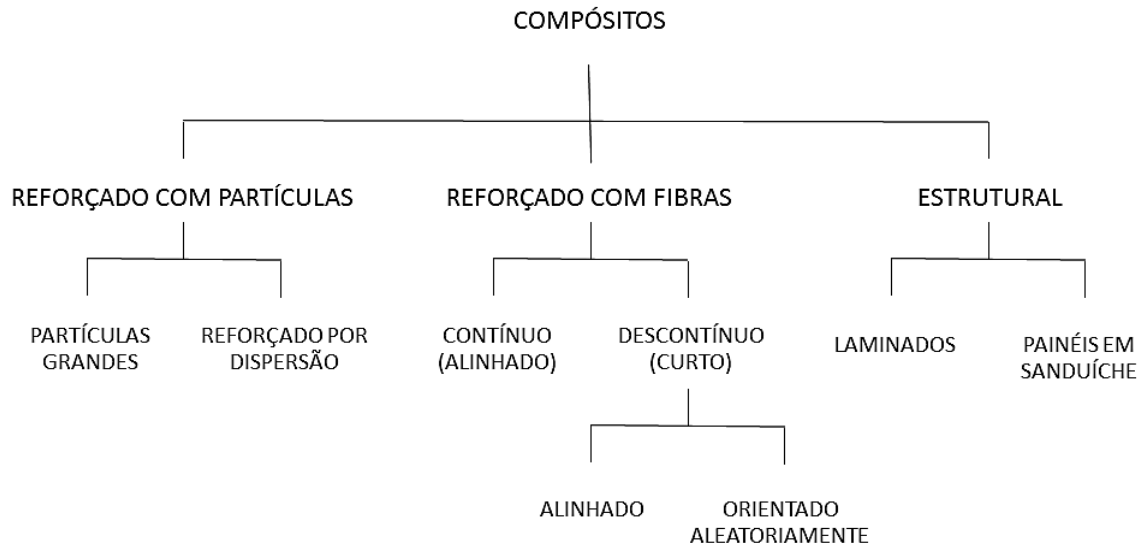 COMPÓSITOS
REFORÇADO COM PARTÍCULAS
REFORÇADO COM FIBRAS
ESTRUTURAL
PARTÍCULAS
GRANDES
REFORÇADO POR
DISPERSÃO
CONTÍNUO
(ALINHADO)
DESCONTÍNUO
(CURTO)
LAMINADOS
PAINÉIS EM
SANDUÍCHE
ALINHADO
ORIENTADO
ALEATORIAMENTE